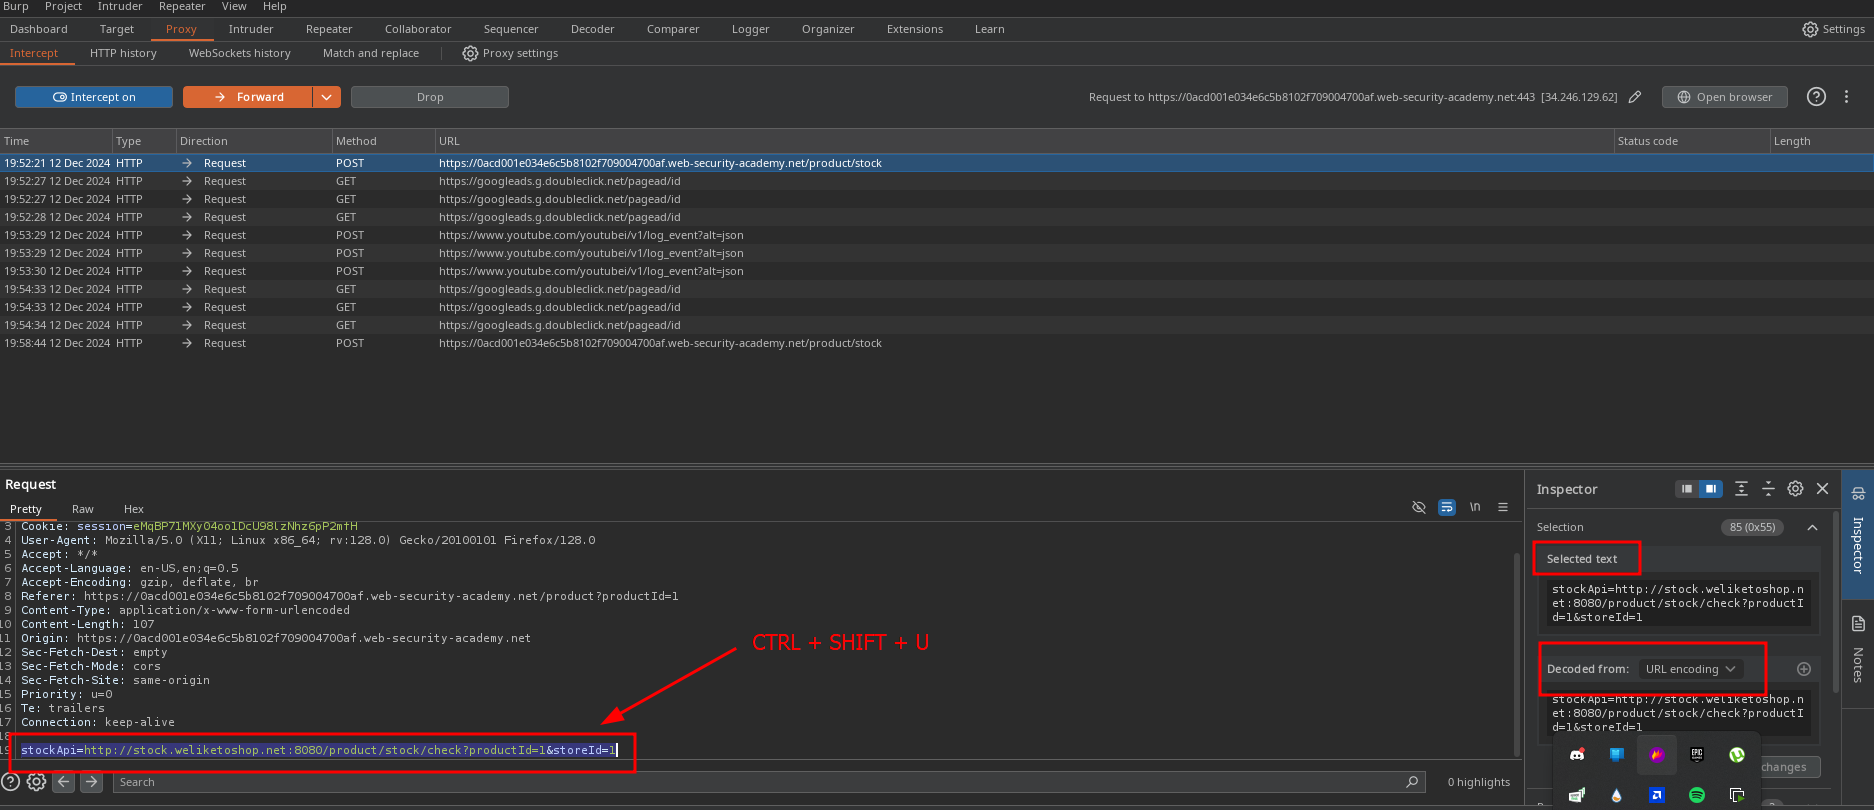 Burp Project Intruder Repeater View Help
Dashboard Target Proxy Intruder Repeater Collaborator Sequencer Decoder Comparer Logger Organizer Extensions Learn Settings
Intercept HTTP history WebSockets history Match and replace Proxy settings
Intercept on Forward Drop Request to https://0acd001e034e6c5b8102f709004700af.web-security-academy.net:443 [34.246.129.62] Open browser
Time Type Direction Method URL Status code Length
19:52:21 12 Dec 2024 HTTP Request POST https://0acd001e034e6c5b8102f709004700af.web-security-academy.net/product/stock
19:52:27 12 Dec 2024 HTTP Request GET https://googleads.g.doubleclick.net/pagead/id
19:52:27 12 Dec 2024 HTTP Request GET https://googleads.g.doubleclick.net/pagead/id
19:52:28 12 Dec 2024 HTTP Request GET https://googleads.g.doubleclick.net/pagead/id
19:53:29 12 Dec 2024 HTTP Request POST https://www.youtube.com/youtubei/v1/log_event?alt=json
19:53:29 12 Dec 2024 HTTP Request POST https://www.youtube.com/youtubei/v1/log_event?alt=json
19:53:30 12 Dec 2024 HTTP Request POST https://www.youtube.com/youtubei/v1/log_event?alt=json
19:54:33 12 Dec 2024 HTTP Request GET https://googleads.g.doubleclick.net/pagead/id
19:54:33 12 Dec 2024 HTTP Request GET https://googleads.g.doubleclick.net/pagead/id
19:54:34 12 Dec 2024 HTTP Request GET https://googleads.g.doubleclick.net/pagead/id
19:58:44 12 Dec 2024 HTTP Request POST https://0acd001e034e6c5b8102f709004700af.web-security-academy.net/product/stock
Request
Pretty Raw Hex \n
3 Cookie: session=eMqBP7lMXy04oolDcU98lzNhz6pP2mfH
4 User-Agent: Mozilla/5.0 (X11; Linux x86_64; rv:128.0) Gecko/20100101 Firefox/128.0
5 Accept: */*
6 Accept-Language: en-US,en;q=0.5
7 Accept-Encoding: gzip, deflate, br
8 Referer: https://0acd001e034e6c5b8102f709004700af.web-security-academy.net/product?productId=1
9 Content-Type: application/x-www-form-urlencoded
10 Content-Length: 107
11 Origin: https://0acd001e034e6c5b8102f709004700af.web-security-academy.net
12 Sec-Fetch-Dest: empty
13 Sec-Fetch-Mode: cors
14 Sec-Fetch-Site: same-origin
15 Priority: u=0
16 Te: trailers
17 Connection: keep-alive
18
19 stockApi=http://stock.weliketoshop.net:8080/product/stock/check?productId=1&storeId=1
CTRL + SHIFT + U
Search 0 highlights
Inspector
Selection 85 (0x55)
Selected text
stockApi=http://stock.weliketoshop.n
et:8080/product/stock/check?productI
d=1&storeId=1
Decoded from: URL encoding
stockApi=http://stock.weliketoshop.n
et:8080/product/stock/check?productI
d=1&storeId=1
changes
EPIC
Inspector
Notes